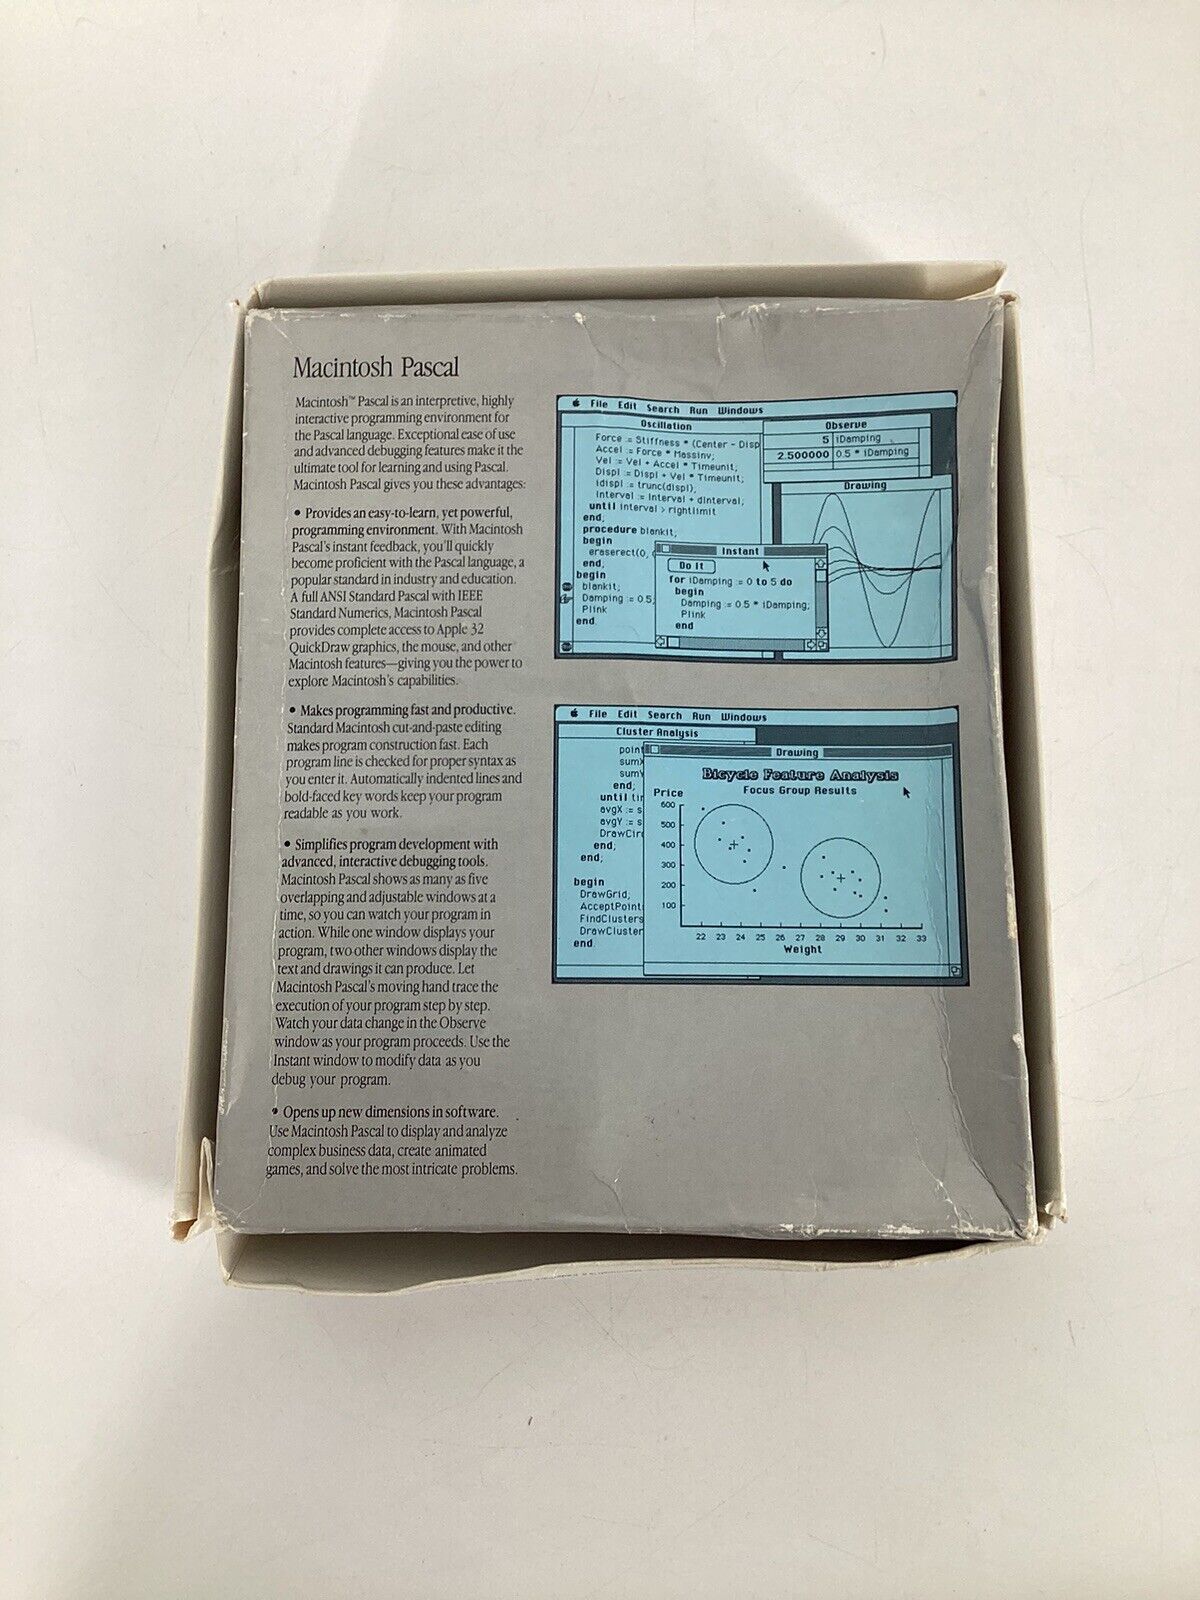 Macintosh Pascal
Macintosh™ Pascal is an interpretive, highly
interactive programming environment for
the Pascal language. Exceptional ease of use
and advanced debugging features make it the
ultimate tool for learning and using Pascal.
Macintosh Pascal gives you these advantages:
• Provides an easy-to-learn, yet powerful,
programming environment. With Macintosh
Pascal's instant feedback, you'll quickly
become proficient with the Pascal language, a
popular standard in industry and education.
A full ANSI Standard Pascal with IEEE
Standard Numerics, Macintosh Pascal
provides complete access to Apple 32
QuickDraw graphics, the mouse, and other
Macintosh features—giving you the power to
explore Macintosh's capabilities.
• Makes programming fast and productive.
Standard Macintosh cut-and-paste editing
makes program construction fast. Each
program line is checked for proper syntax as
you enter it. Automatically indented lines and
bold-faced key words keep your program
readable as you work.
• Simplifies program development with
advanced, interactive debugging tools.
Macintosh Pascal shows as many as five
overlapping and adjustable windows at a
time, so you can watch your program in
action. While one window displays your
program, two other windows display the
text and drawings it can produce. Let
Macintosh Pascal's moving hand trace the
execution of your program step by step.
Watch your data change in the Observe
window as your program proceeds. Use the
Instant window to modify data as you
debug your program.
• Opens up new dimensions in software.
Use Macintosh Pascal to display and analyze
complex business data, create animated
games, and solve the most intricate problems.
File Edit Search Run Windows
Oscillation
Force := Stiffness * (Center - Disp
Accel := Force * MassInv;
Vel := Vel + Accel * Timeunit;
Displ := Displ + Vel * Timeunit;
idispl := trunc(displ);
Interval := Interval + dInterval;
until interval > rightlimit
end;
procedure blankit;
begin
eraserect(0,
end;
begin
blankit;
Damping := 0.5;
Plink
end.
Observe
5 iDamping
2.500000 0.5 * iDamping
Drawing
Instant
Do It
for iDamping := 0 to 5 do
begin
Damping := 0.5 * iDamping;
Plink
end
File Edit Search Run Windows
Cluster Analysis
point
sumX
sumY
end;
until tir
avgX := s
avgY := s
DrawCirc
end;
end;
begin
DrawGrid;
AcceptPoint
FindClusters
DrawCluster
end.
Drawing
Bicycle Feature Analysis
Focus Group Results
Price
600
500
400
300
200
100
22 23 24 25 26 27 28 29 30 31 32 33
Weight